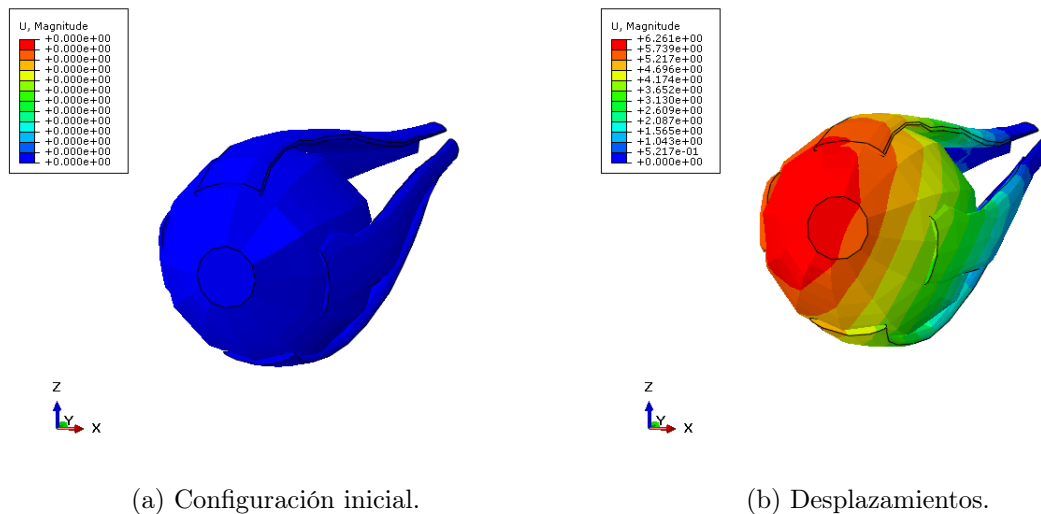 U, Magnitude
+0.000e+00
+0.000e+00
+0.000e+00
+0.000e+00
+0.000e+00
+0.000e+00
+0.000e+00
+0.000e+00
+0.000e+00
+0.000e+00
+0.000e+00
+0.000e+00
+0.000e+00
Z
Y
X
(a) Configuración inicial.
U, Magnitude
+6.261e+00
+5.739e+00
+5.217e+00
+4.696e+00
+4.174e+00
+3.652e+00
+3.130e+00
+2.609e+00
+2.087e+00
+1.565e+00
+1.043e+00
+5.217e-01
+0.000e+00
Z
Y
X
(b) Desplazamientos.